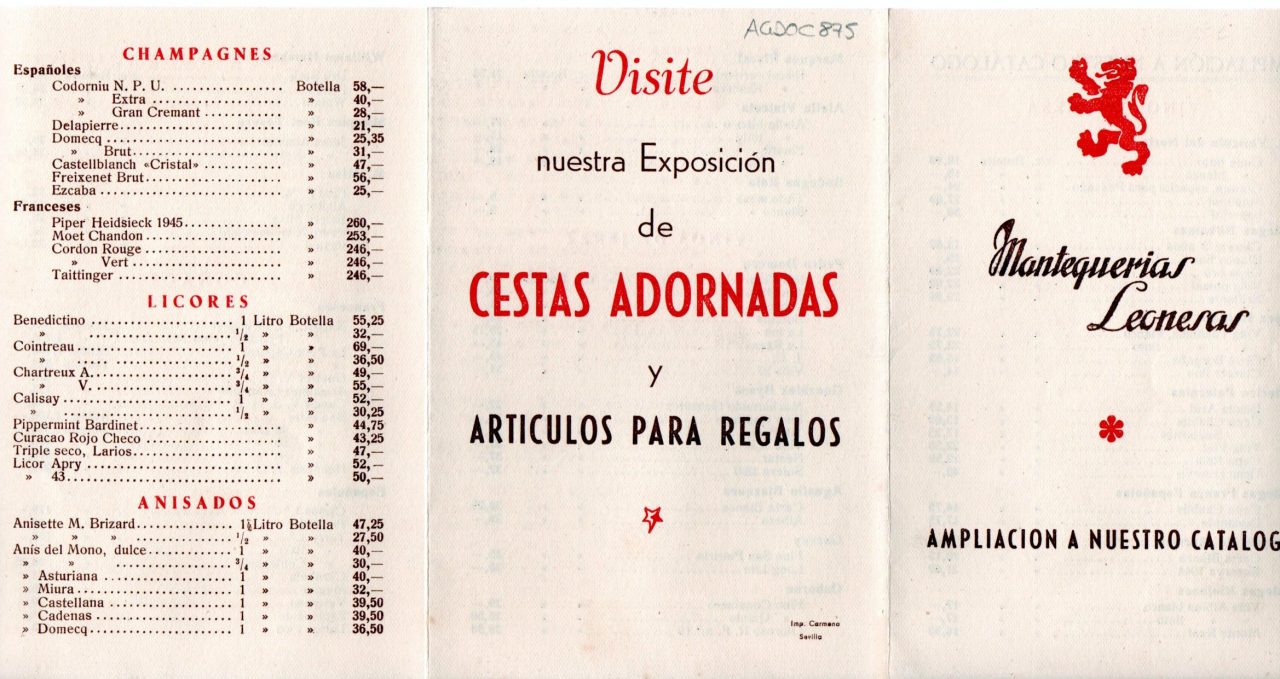 CHAMPAGNES
Españoles
Codorniu N. P. U. .................. Botella 58,—
» Extra ..................... » 40,—
» Gran Cremant ............ » 28,—
Delapierre.......................... » 21,—
Domecq............................ » 25,35
» Brut......................... » 31,—
Castellblanch «Cristal» ............. » 47,—
Freixenet Brut...................... » 56,—
Ezcaba ............................ » 25,—
Franceses
Piper Heidsieck 1945................ » 260,—
Moet Chandon ...................... » 253,—
Cordon Rouge ...................... » 246,—
» Vert ...................... » 246,—
Taittinger .......................... » 246,—
LICORES
Benedictino ...................... 1 Litro Botella 55,25
» ...................... 1/2 » » 32,—
Cointreau ........................ 1 » » 69,—
» ........................ 1/2 » » 36,50
Chartreux A....................... 3/4 » » 49,—
» V....................... 3/4 » » 55,—
Calisay .......................... 1 » » 52,—
» .......................... 1/2 » » 30,25
Pippermint Bardinet................ » 44,75
Curacao Rojo Checo ................ » 43,25
Triple seco, Larios.................. » 47,—
Licor Apry ........................ » 52,—
» 43............................ » 50,—
ANISADOS
Anisette M. Brizard............... Litro Botella 47,25
» » » ............... 1/2 » » 27,50
Anís del Mono, dulce.............. 1 » » 40,—
» » .............. 3/4 » » 30,—
» Asturiana .................... 1 » » 40,—
» Miura ........................ 1 » » 32,—
» Castellana .................... 1 » » 39,50
» Cadenas ...................... 1 » » 39,50
» Domecq ...................... 1 » » 36,50
AGDOC875
Visite
nuestra Exposición
de
CESTAS ADORNADAS
y
ARTICULOS PARA REGALOS
Imp. Carmona
Sevilla
Mantequerias
Leonesas
AMPLIACION A NUESTRO CATALOG